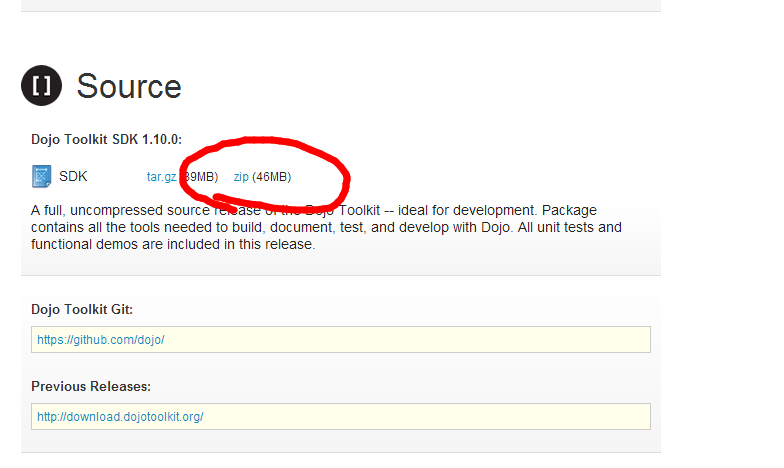 [] Source
Dojo Toolkit SDK 1.10.0:
SDK tar.gz (39MB) zip (46MB)
A full, uncompressed source release of the Dojo Toolkit -- ideal for development. Package
contains all the tools needed to build, document, test, and develop with Dojo. All unit tests and
functional demos are included in this release.
Dojo Toolkit Git:
https://github.com/dojo/
Previous Releases:
http://download.dojotoolkit.org/